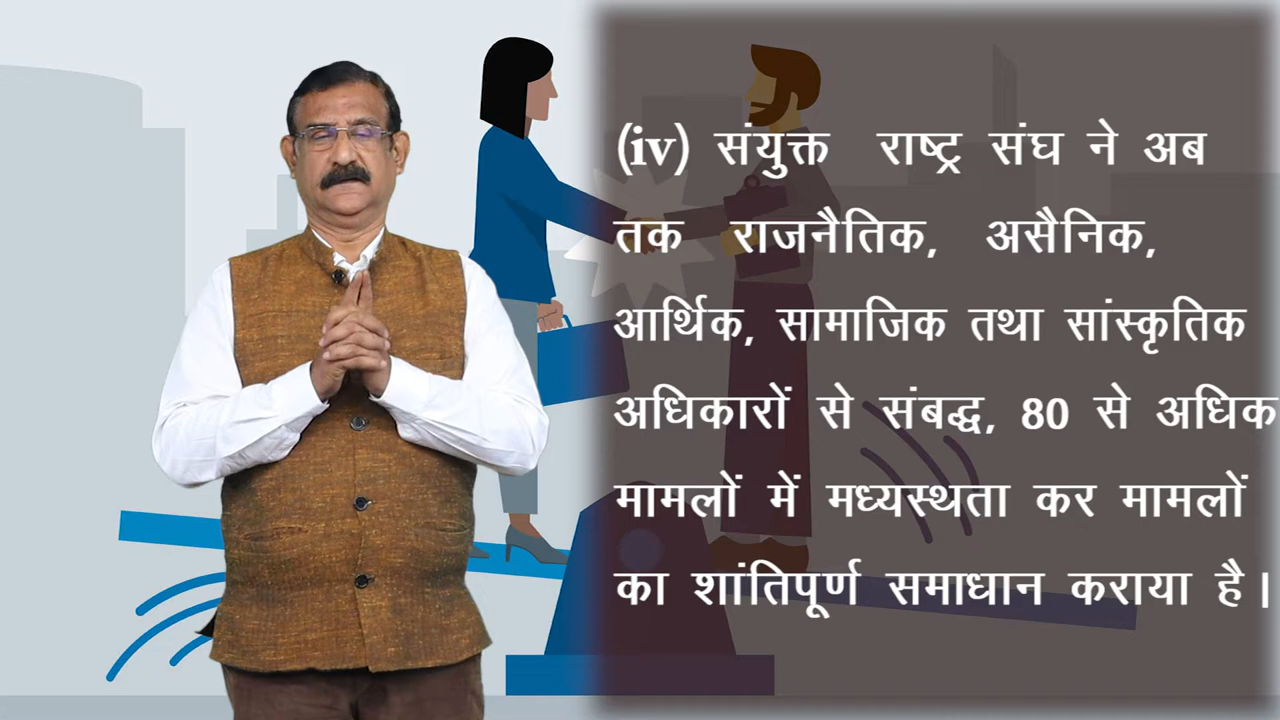 (iv) संयुक्त राष्ट्र संघ ने अब
तक राजनैतिक, असैनिक,
आर्थिक, सामाजिक तथा सांस्कृतिक
अधिकारों से संबद्ध, 80 से अधिक
मामलों में मध्यस्थता कर मामलों
का शांतिपूर्ण समाधान कराया है।